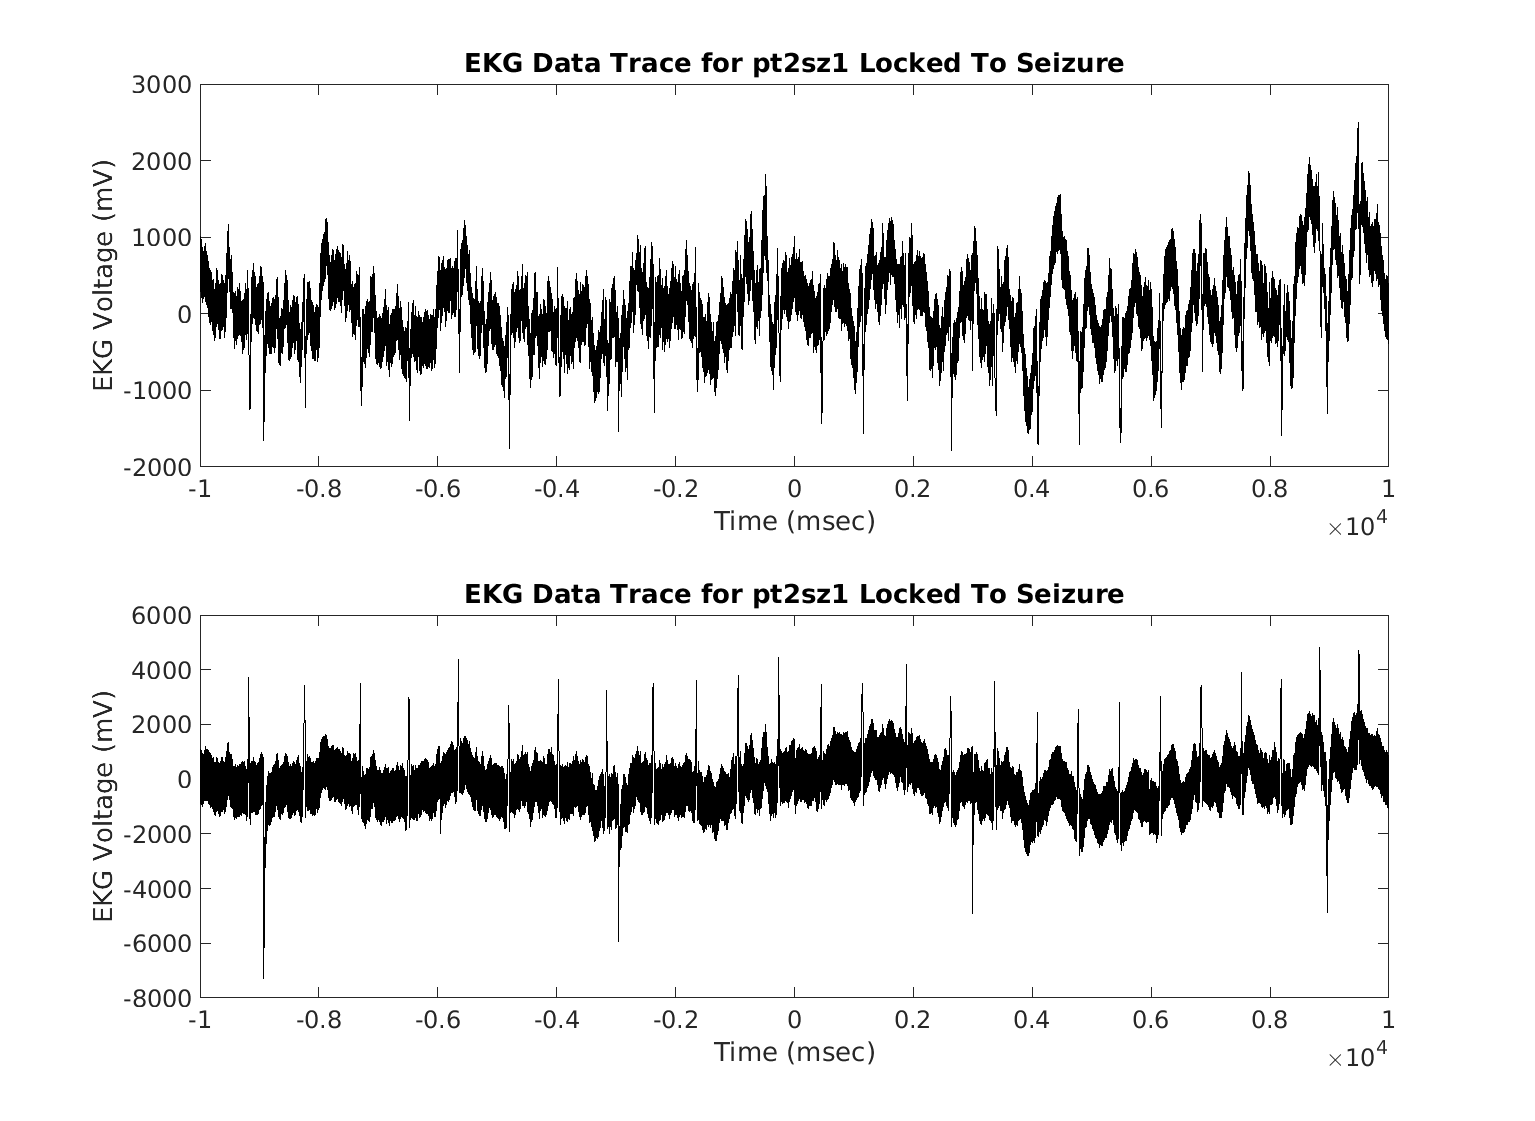 EKG Data Trace for pt2sz1 Locked To Seizure
3000
2000
1000
0
-1000
-2000
EKG Voltage (mV)
-1 -0.8 -0.6 -0.4 -0.2 0 0.2 0.4 0.6 0.8 1
Time (msec)
×10^4
EKG Data Trace for pt2sz1 Locked To Seizure
6000
4000
2000
0
-2000
-4000
-6000
-8000
EKG Voltage (mV)
-1 -0.8 -0.6 -0.4 -0.2 0 0.2 0.4 0.6 0.8 1
Time (msec)
×10^4